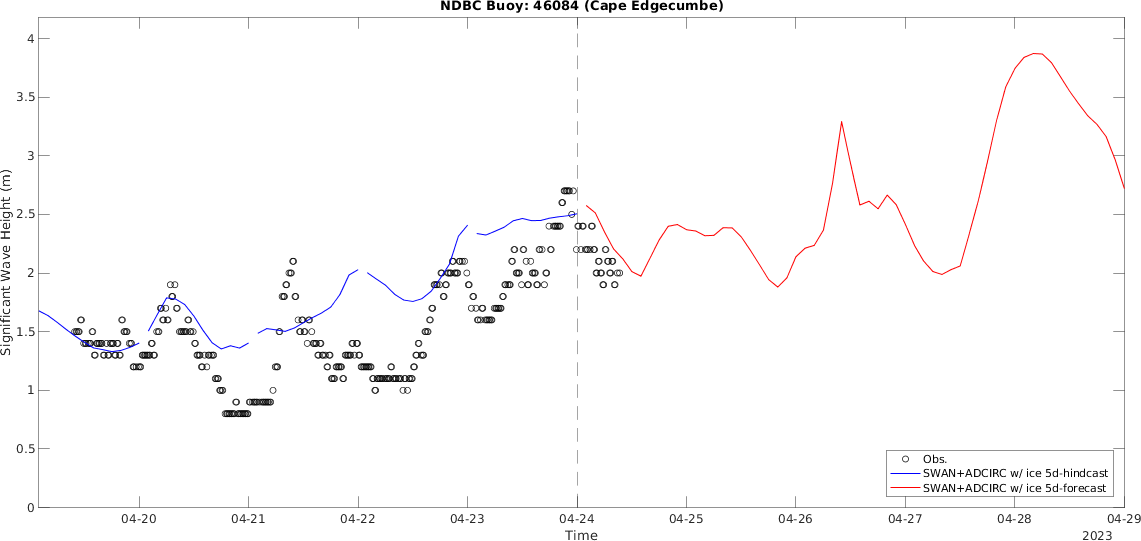 NDBC Buoy: 46084 (Cape Edgecumbe)
Significant Wave Height (m)
4
3.5
3
2.5
2
1.5
1
0.5
0
Obs.
SWAN+ADCIRC w/ ice 5d-hindcast
SWAN+ADCIRC w/ ice 5d-forecast
04-20 04-21 04-22 04-23 04-24 04-25 04-26 04-27 04-28 04-29
Time
2023